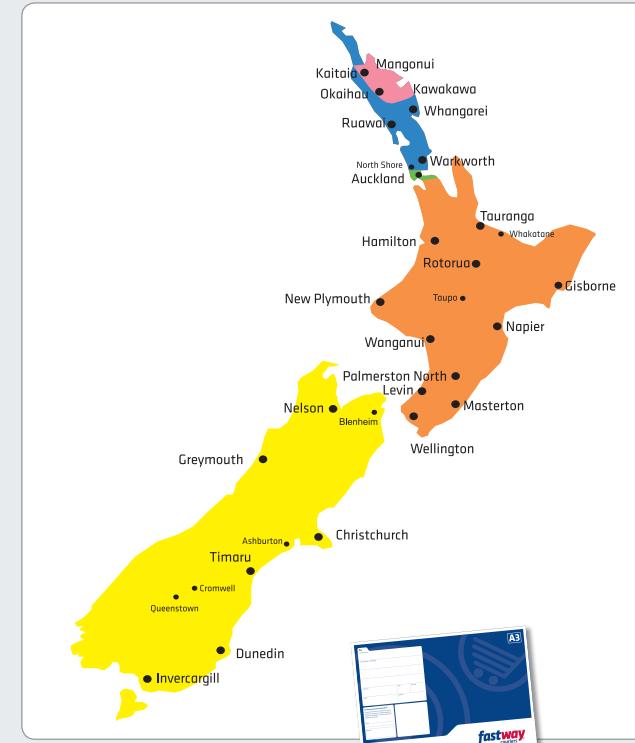 Mangonui
Kaitaia
Okaihau
Kawakawa
Whangarei
Ruawai
North Shore
Warkworth
Auckland
Tauranga
Whakatane
Hamilton
Rotorua
Gisborne
New Plymouth
Taupo
Napier
Wanganui
Palmerston North
Levin
Masterton
Nelson
Blenheim
Wellington
Greymouth
Christchurch
Ashburton
Timaru
Cromwell
Queenstown
Dunedin
Invercargill
A3
fastway
couriers